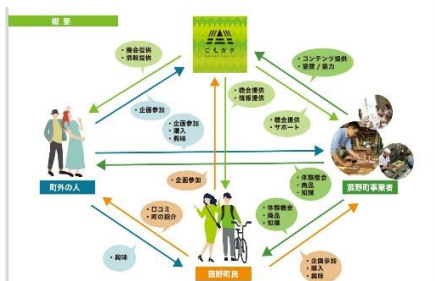 概要
こもガク
・機会提供
・情報提供
・コンテンツ提供
・協賛/協力
・企画参加
・機会提供
・情報提供
・企画参加
・購入
・興味
・機会提供
・サポート
町外の人
菰野町事業者
・企画参加
・体験機会
・商品
・知識
・口コミ
・町の紹介
・体験機会
・商品
・知識
・興味
・企画参加
・購入
・興味
菰野町民